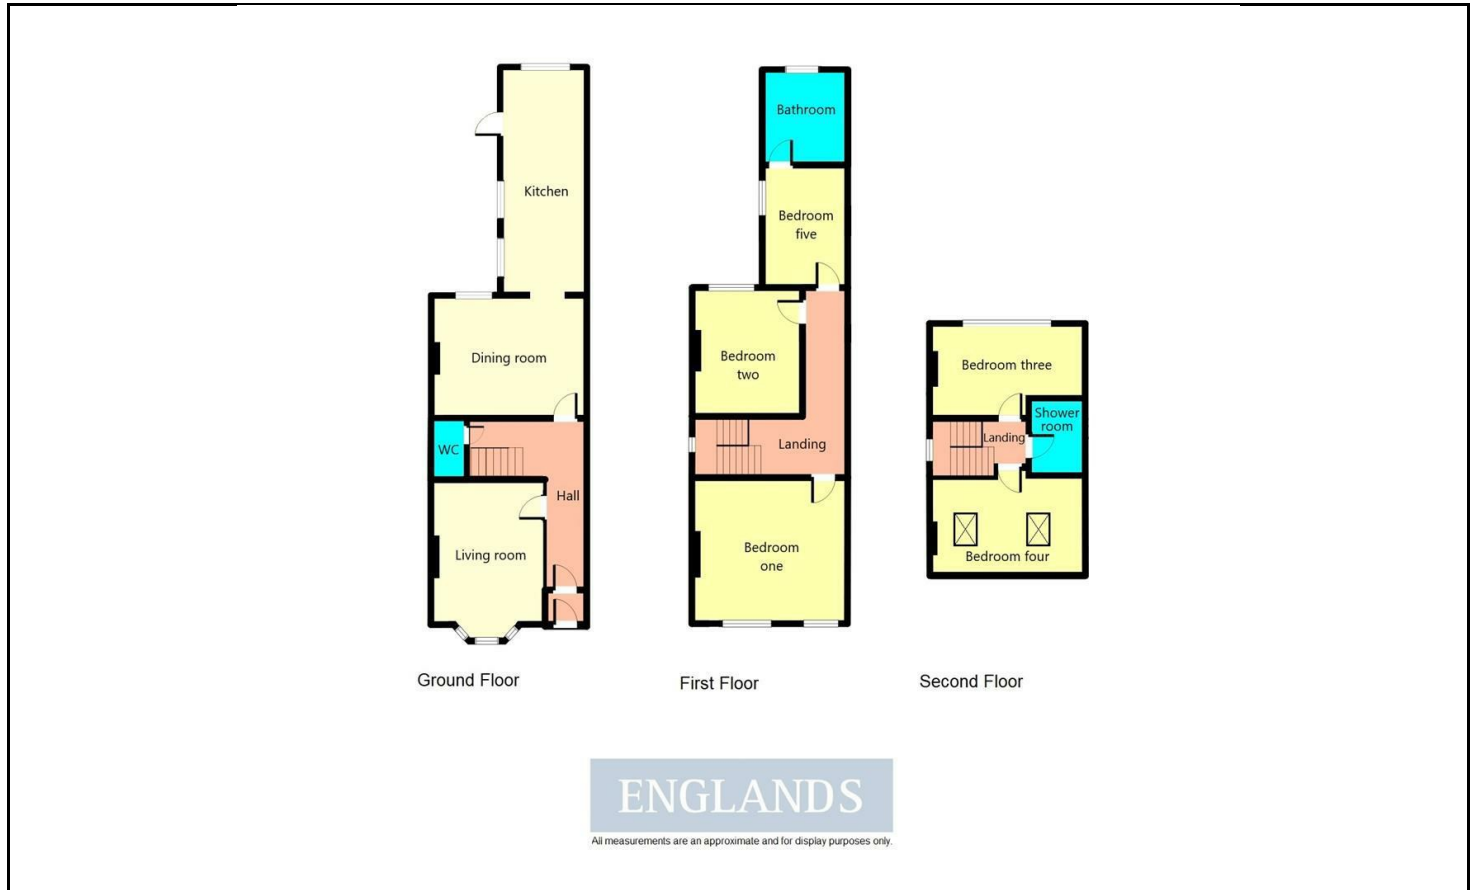 Kitchen
Dining room
WC
Hall
Living room
Ground Floor
Bathroom
Bedroom
five
Bedroom
two
Landing
Bedroom
one
First Floor
Bedroom three
Shower
room
Landing
Bedroom four
Second Floor
ENGLANDS
All measurements are an approximate and for display purposes only.